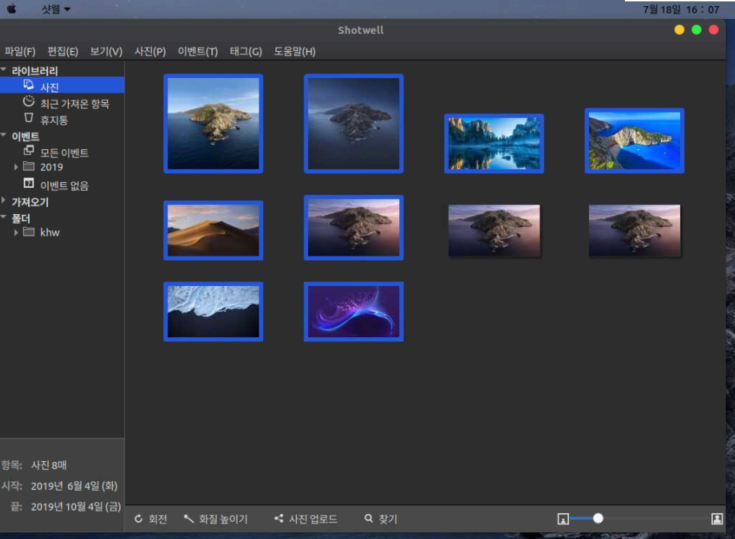 샷웰 ▾ 7월 18일 16 : 07
Shotwell
파일(F) 편집(E) 보기(V) 사진(P) 이벤트(T) 태그(G) 도움말(H)
라이브러리
사진
최근 가져온 항목
휴지통
이벤트
모든 이벤트
2019
이벤트 없음
가져오기
폴더
khw
항목: 사진 8매
시작: 2019년 6월 4일 (화)
끝: 2019년 10월 4일 (금)
회전 화질 높이기 사진 업로드 찾기